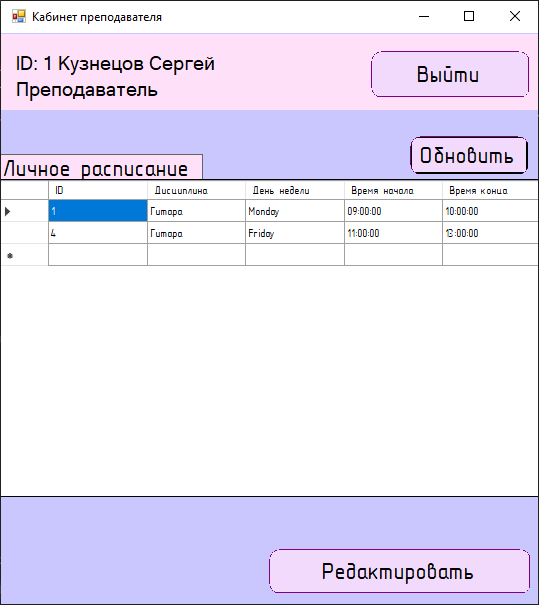 Кабинет преподавателя
ID: 1 Кузнецов Сергей
Преподаватель
Выйти
Обновить
Личное расписание
ID Дисциплина День недели Время начала Время конца
1 Гитара Monday 09:00:00 10:00:00
4 Гитара Friday 11:00:00 13:00:00
Редактировать